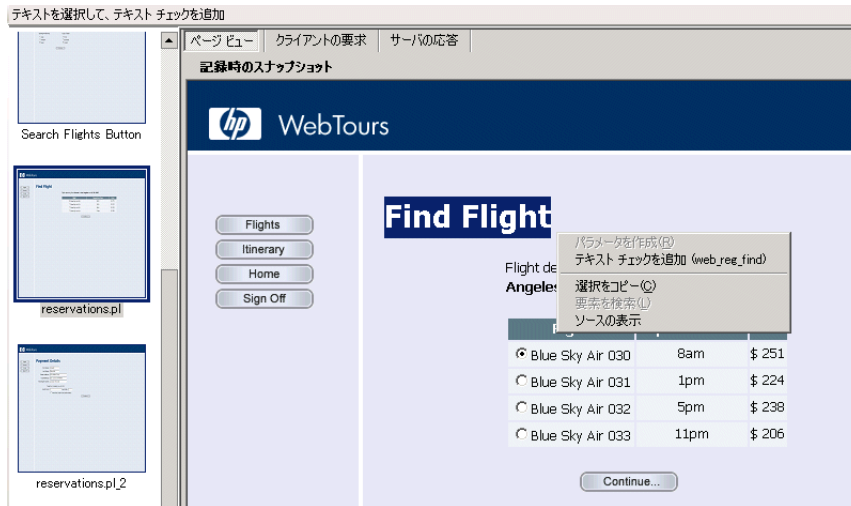 テキストを選択して、テキスト チェックを追加
ページ ビュー クライアントの要求 サーバの応答
記録時のスナップショット
Search Flights Button
reservations.pl
reservations.pl_2
hp WebTours
Flights
Itinerary
Home
Sign Off
Find Flight
パラメータを作成(R)
テキスト チェックを追加 (web_reg_find)
選択をコピー(C)
要素を検索(L)
ソースの表示
Flight de
Angeles
Blue Sky Air 030 8am $ 251
Blue Sky Air 031 1pm $ 224
Blue Sky Air 032 5pm $ 238
Blue Sky Air 033 11pm $ 206
Continue...